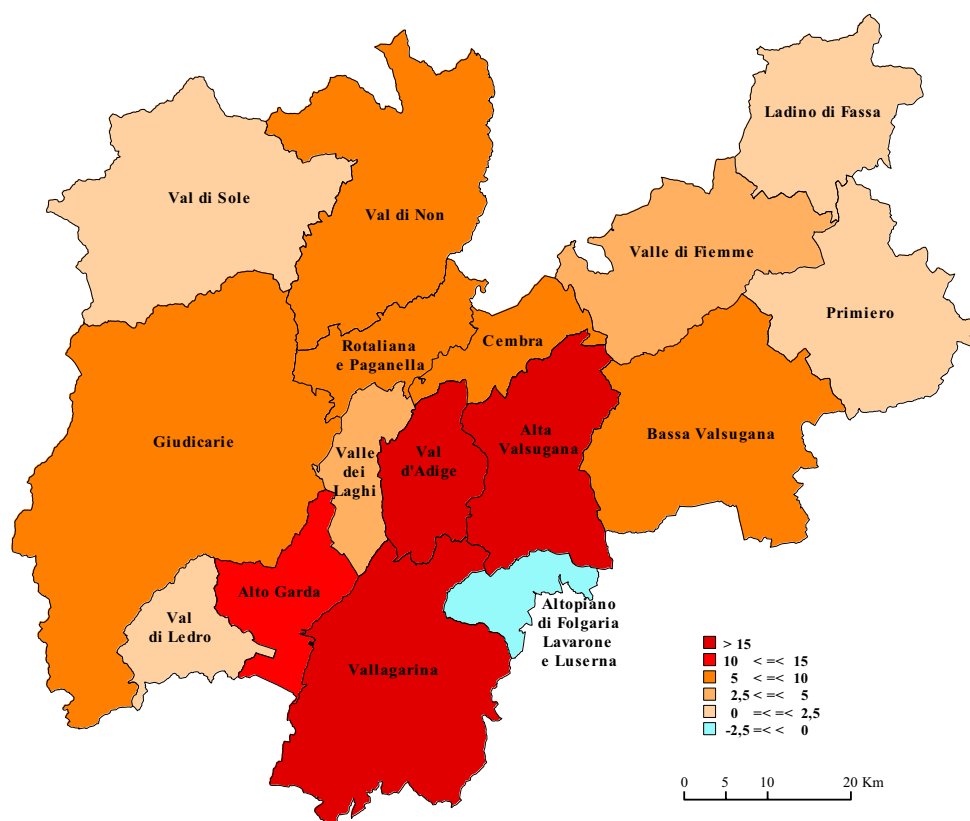 Ladino di Fassa
Val di Sole
Val di Non
Valle di Fiemme
Primiero
Rotaliana
e Paganella
Cembra
Giudicarie
Valle
dei
Laghi
Val
d'Adige
Alta
Valsugana
Bassa Valsugana
Alto Garda
Val
di Ledro
Altopiano
di Folgaria
Lavarone
e Luserna
Vallagarina
> 15
10 < =< 15
5 =< 10
2,5 < =< 5
0 =< =< 2,5
-2,5 =< < 0
0 5 10 20 Km